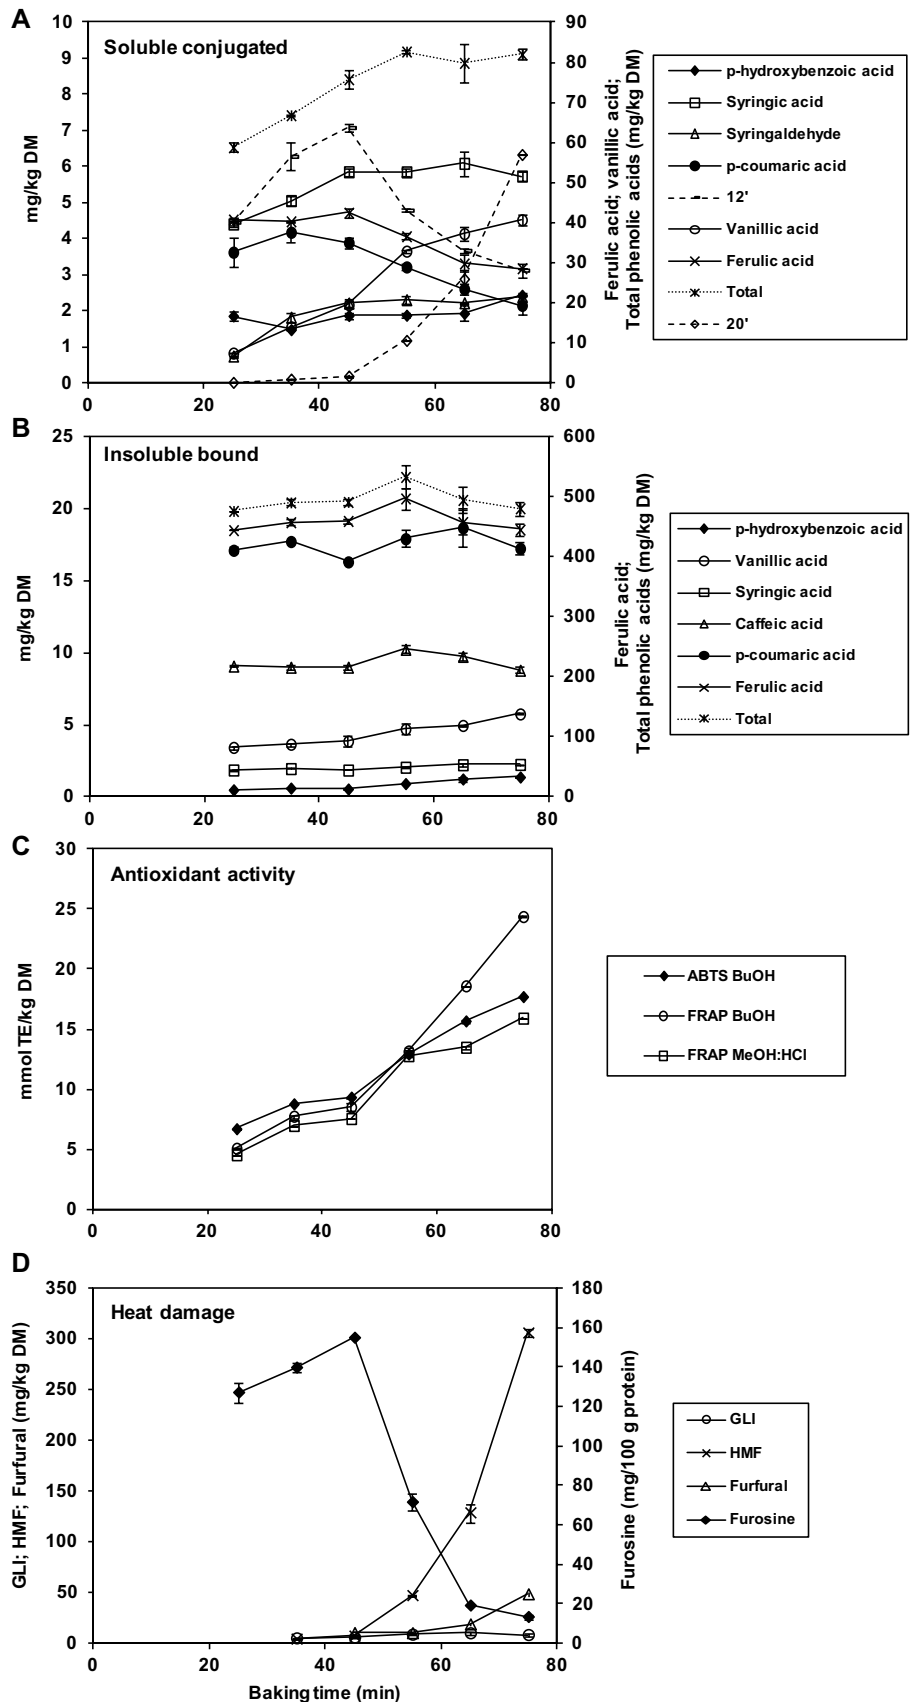 A
Soluble conjugated
10
9
8
7
6
5
4
3
2
1
0
mg/kg DM
90
80
70
60
50
40
30
20
10
0
Ferulic acid; vanillic acid;
Total phenolic acids (mg/kg DM)
0 20 40 60 80
p-hydroxybenzoic acid
Syringic acid
Syringaldehyde
p-coumaric acid
12'
Vanillic acid
Ferulic acid
Total
20'
B
Insoluble bound
25
20
15
10
5
0
mg/kg DM
600
500
400
300
200
100
0
Ferulic acid;
Total phenolic acids (mg/kg DM)
0 20 40 60 80
p-hydroxybenzoic acid
Vanillic acid
Syringic acid
Caffeic acid
p-coumaric acid
Ferulic acid
Total
C
Antioxidant activity
30
25
20
15
10
5
0
mmol TE/kg DM
0 20 40 60 80
ABTS BuOH
FRAP BuOH
FRAP MeOH:HCl
D
Heat damage
350
300
250
200
150
100
50
0
GLI; HMF; Furfural (mg/kg DM)
180
160
140
120
100
80
60
40
20
0
Furosine (mg/100 g protein)
0 20 40 60 80
Baking time (min)
GLI
HMF
Furfural
Furosine